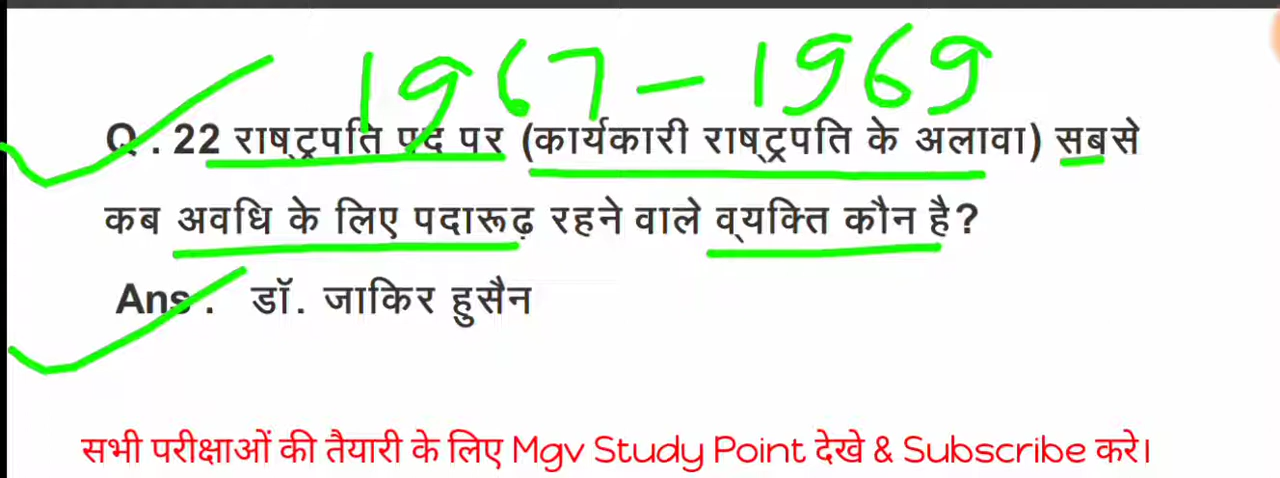 1967-1969
Q . 22 राष्ट्रपति पद पर (कार्यकारी राष्ट्रपति के अलावा) सबसे
कब अवधि के लिए पदारूढ़ रहने वाले व्यक्ति कौन है?
Ans . डॉ. जाकिर हुसैन
सभी परीक्षाओं की तैयारी के लिए Mgv Study Point देखे & Subscribe करे।